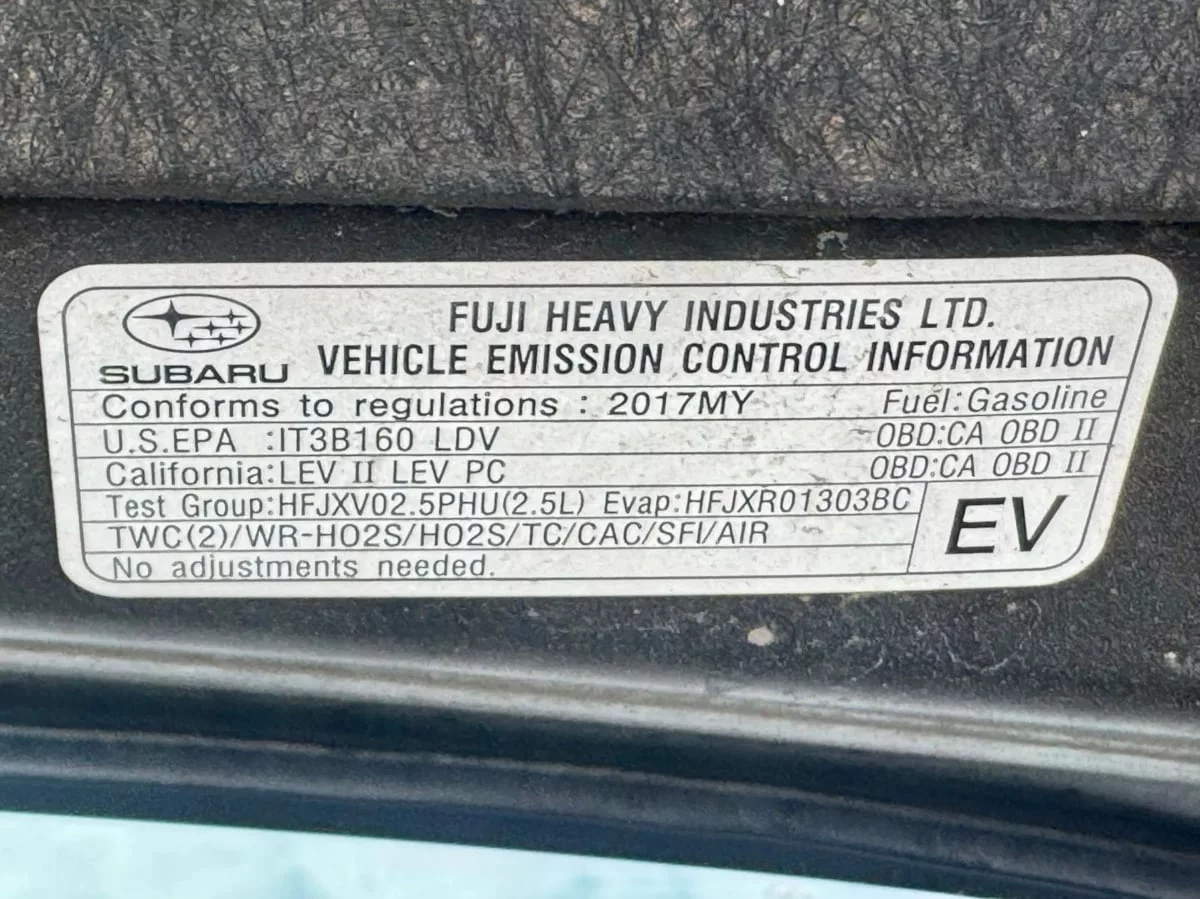 FUJI HEAVY INDUSTRIES LTD.
SUBARU VEHICLE EMISSION CONTROL INFORMATION
Conforms to regulations : 2017MY Fuel:Gasoline
U.S.EPA :IT3B160 LDV OBD:CA OBD II
California:LEV II LEV PC OBD:CA OBD II
Test Group:HFJXV02.5PHU(2.5L) Evap:HFJXR01303BC
TWC(2)/WR-HO2S/HO2S/TC/CAC/SFI/AIR
EV
No adjustments needed.